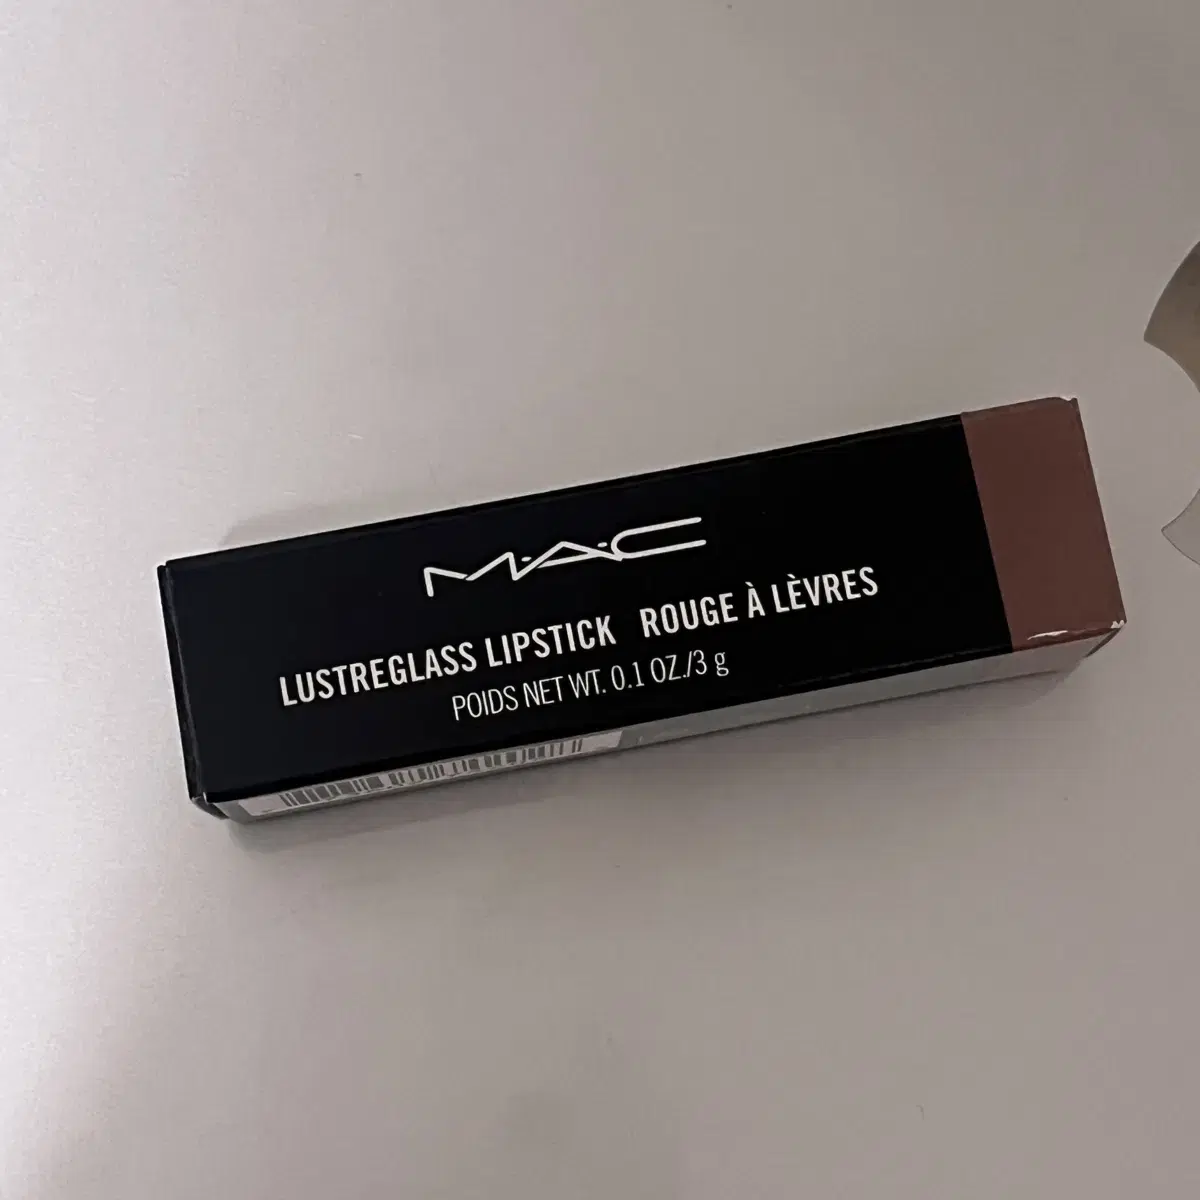 M·A·C
LUSTREGLASS LIPSTICK ROUGE À LÈVRES
POIDS NET WT. 0.1 OZ./3 g